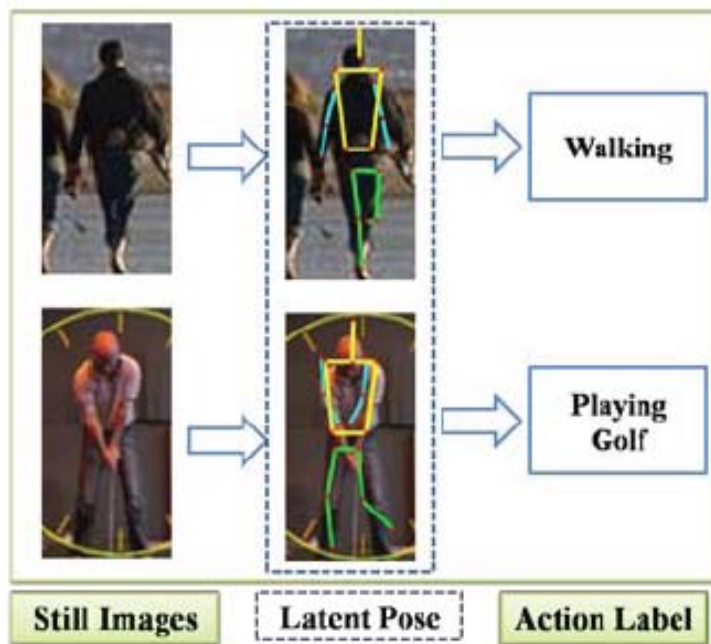 Walking
Playing
Golf
Still Images
Latent Pose
Action Label